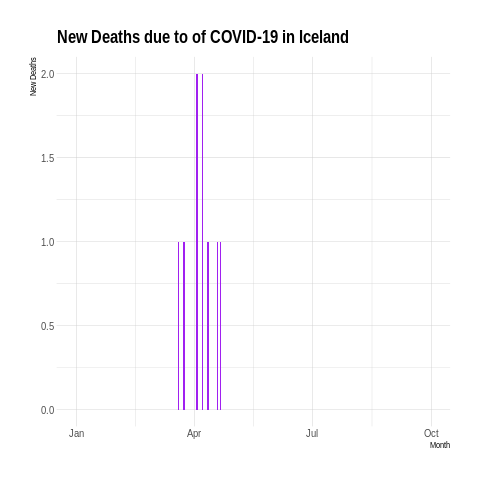 New Deaths due to of COVID-19 in Iceland
New Deaths
2.0
1.5
1.0
0.5
0.0
Jan Apr Jul Oct
Month